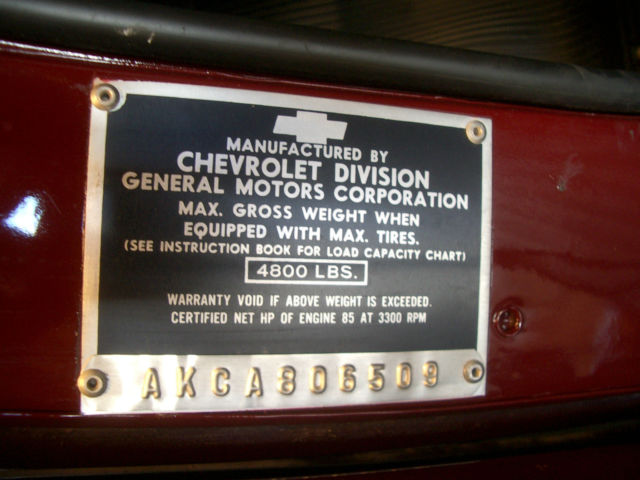 MANUFACTURED BY
CHEVROLET DIVISION
GENERAL MOTORS CORPORATION
MAX. GROSS WEIGHT WHEN
EQUIPPED WITH MAX. TIRES.
(SEE INSTRUCTION BOOK FOR LOAD CAPACITY CHART)
4800 LBS.
WARRANTY VOID IF ABOVE WEIGHT IS EXCEEDED.
CERTIFIED NET HP OF ENGINE 85 AT 3300 RPM
AKCA806509